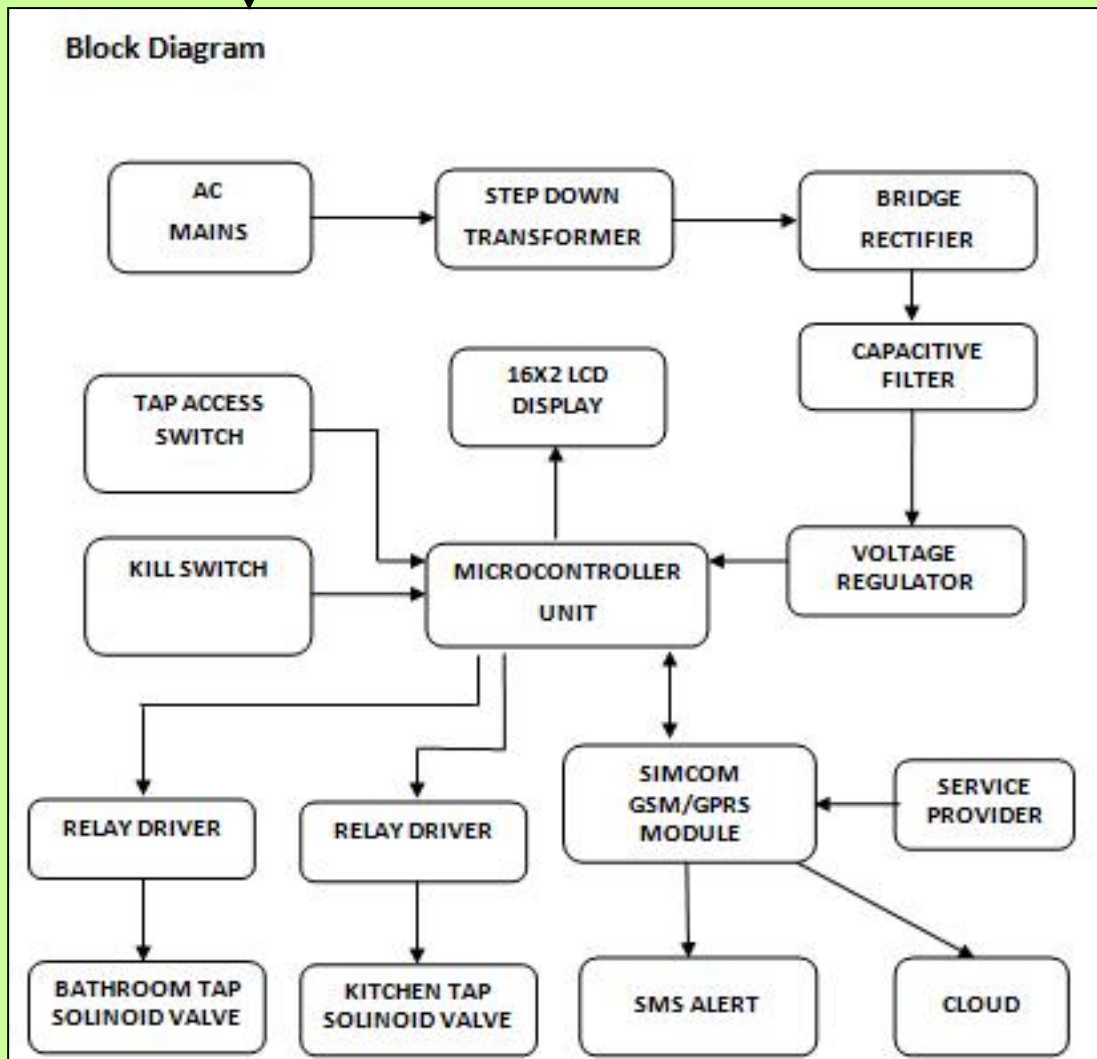 Block Diagram
AC
MAINS
STEP DOWN
TRANSFORMER
BRIDGE
RECTIFIER
CAPACITIVE
FILTER
16X2 LCD
DISPLAY
TAP ACCESS
SWITCH
KILL SWITCH
MICROCONTROLLER
UNIT
VOLTAGE
REGULATOR
SIMCOM
GSM/GPRS
MODULE
SERVICE
PROVIDER
RELAY DRIVER
RELAY DRIVER
BATHROOM TAP
SOLINOID VALVE
KITCHEN TAP
SOLINOID VALVE
SMS ALERT
CLOUD